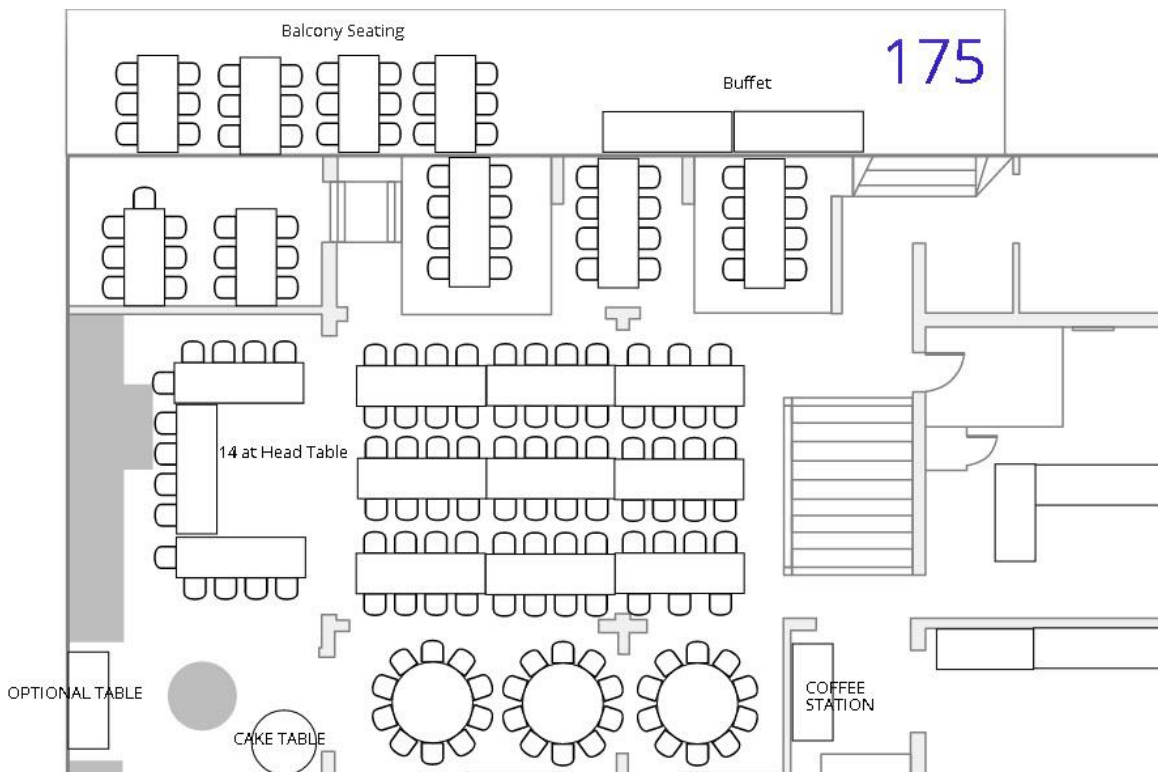 Balcony Seating
175
Buffet
14 at Head Table
OPTIONAL TABLE
CAKE TABLE
COFFEE
STATION